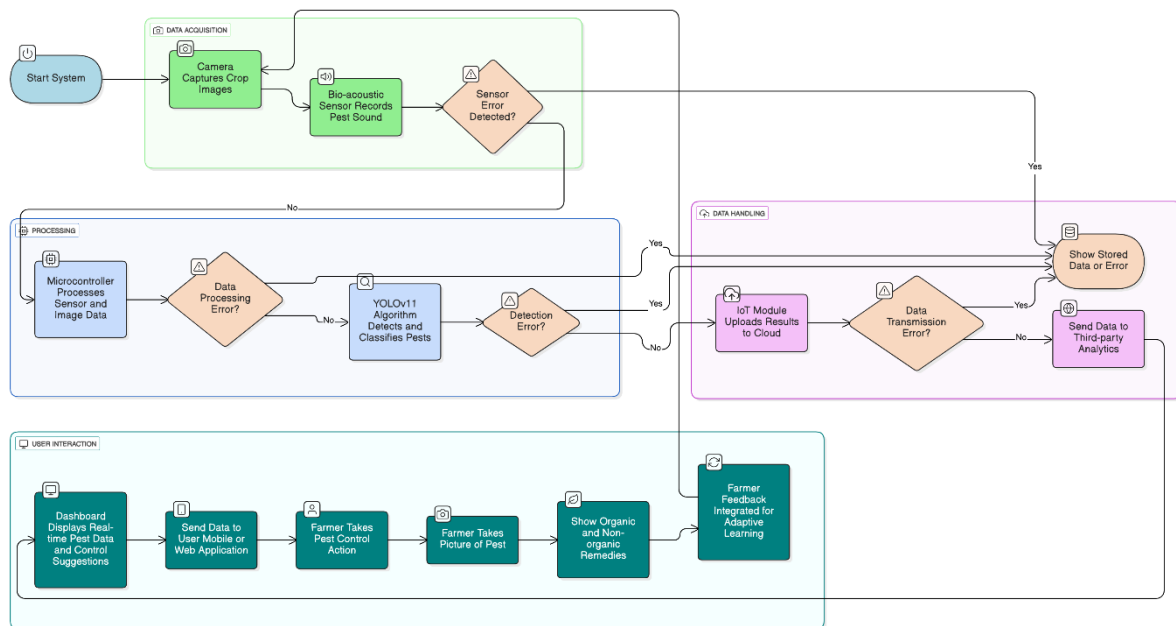 DATA ACQUISITION
Start System
Camera
Captures Crop
Images
Bio-acoustic
Sensor Records
Pest Sound
Sensor
Error
Detected?
Yes
No
PROCESSING
Microcontroller
Processes
Sensor and
Image Data
Data
Processing
Error?
Yes
No
YOLOv11
Algorithm
Detects and
Classifies Pests
Detection
Error?
Yes
No
DATA HANDLING
Show Stored
Data or Error
IoT Module
Uploads Results
to Cloud
Data
Transmission
Error?
Yes
No
Send Data to
Third-party
Analytics
USER INTERACTION
Dashboard
Displays Real-
time Pest Data
and Control
Suggestions
Send Data to
User Mobile or
Web Application
Farmer Takes
Pest Control
Action
Farmer Takes
Picture of Pest
Show Organic
and Non-
organic
Remedies
Farmer
Feedback
Integrated for
Adaptive
Learning